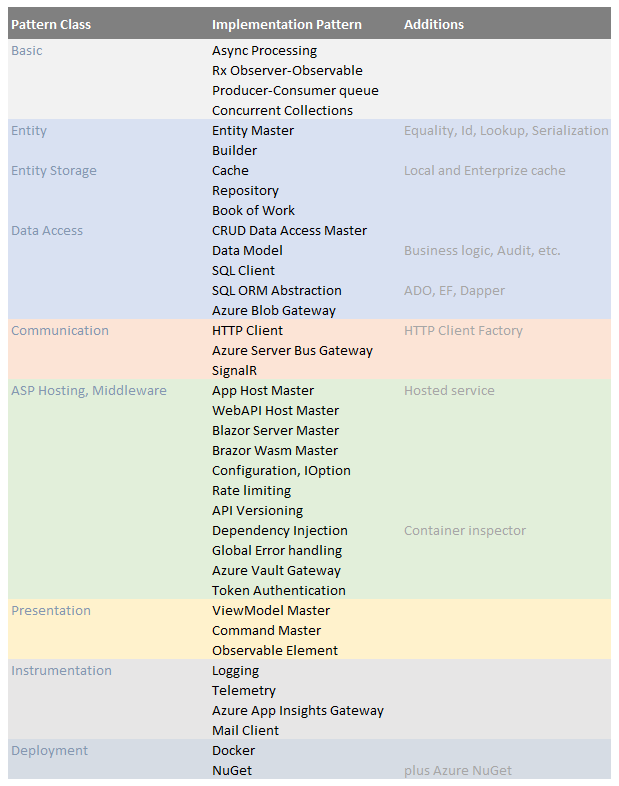 Pattern Class Implementation Pattern Additions
Basic Async Processing
Rx Observer-Observable
Producer-Consumer queue
Concurrent Collections
Entity Entity Master Equality, Id, Lookup, Serialization
Builder
Entity Storage Cache Local and Enterprize cache
Repository
Book of Work
Data Access CRUD Data Access Master
Data Model Business logic, Audit, etc.
SQL Client
SQL ORM Abstraction ADO, EF, Dapper
Azure Blob Gateway
Communication HTTP Client HTTP Client Factory
Azure Server Bus Gateway
SignalR
ASP Hosting, Middleware App Host Master Hosted service
WebAPI Host Master
Blazor Server Master
Brazor Wasm Master
Configuration, IOption
Rate limiting
API Versioning
Dependency Injection Container inspector
Global Error handling
Azure Vault Gateway
Token Authentication
Presentation ViewModel Master
Command Master
Observable Element
Instrumentation Logging
Telemetry
Azure App Insights Gateway
Mail Client
Deployment Docker
NuGet plus Azure NuGet